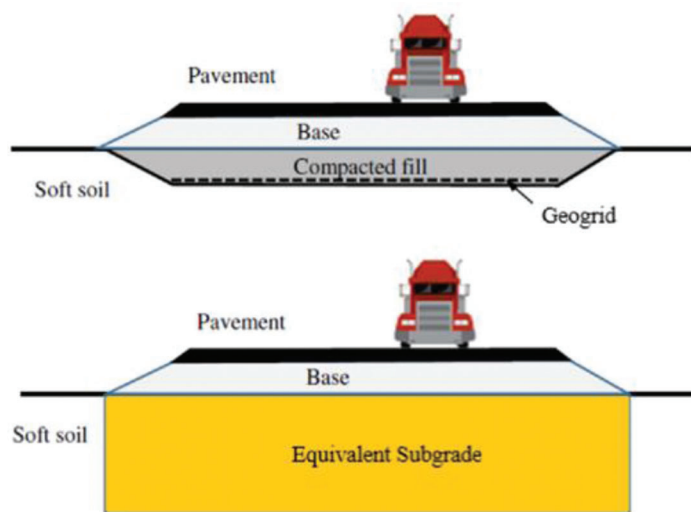 Pavement
Base
Compacted fill
Soft soil
Geogrid
Pavement
Base
Soft soil
Equivalent Subgrade